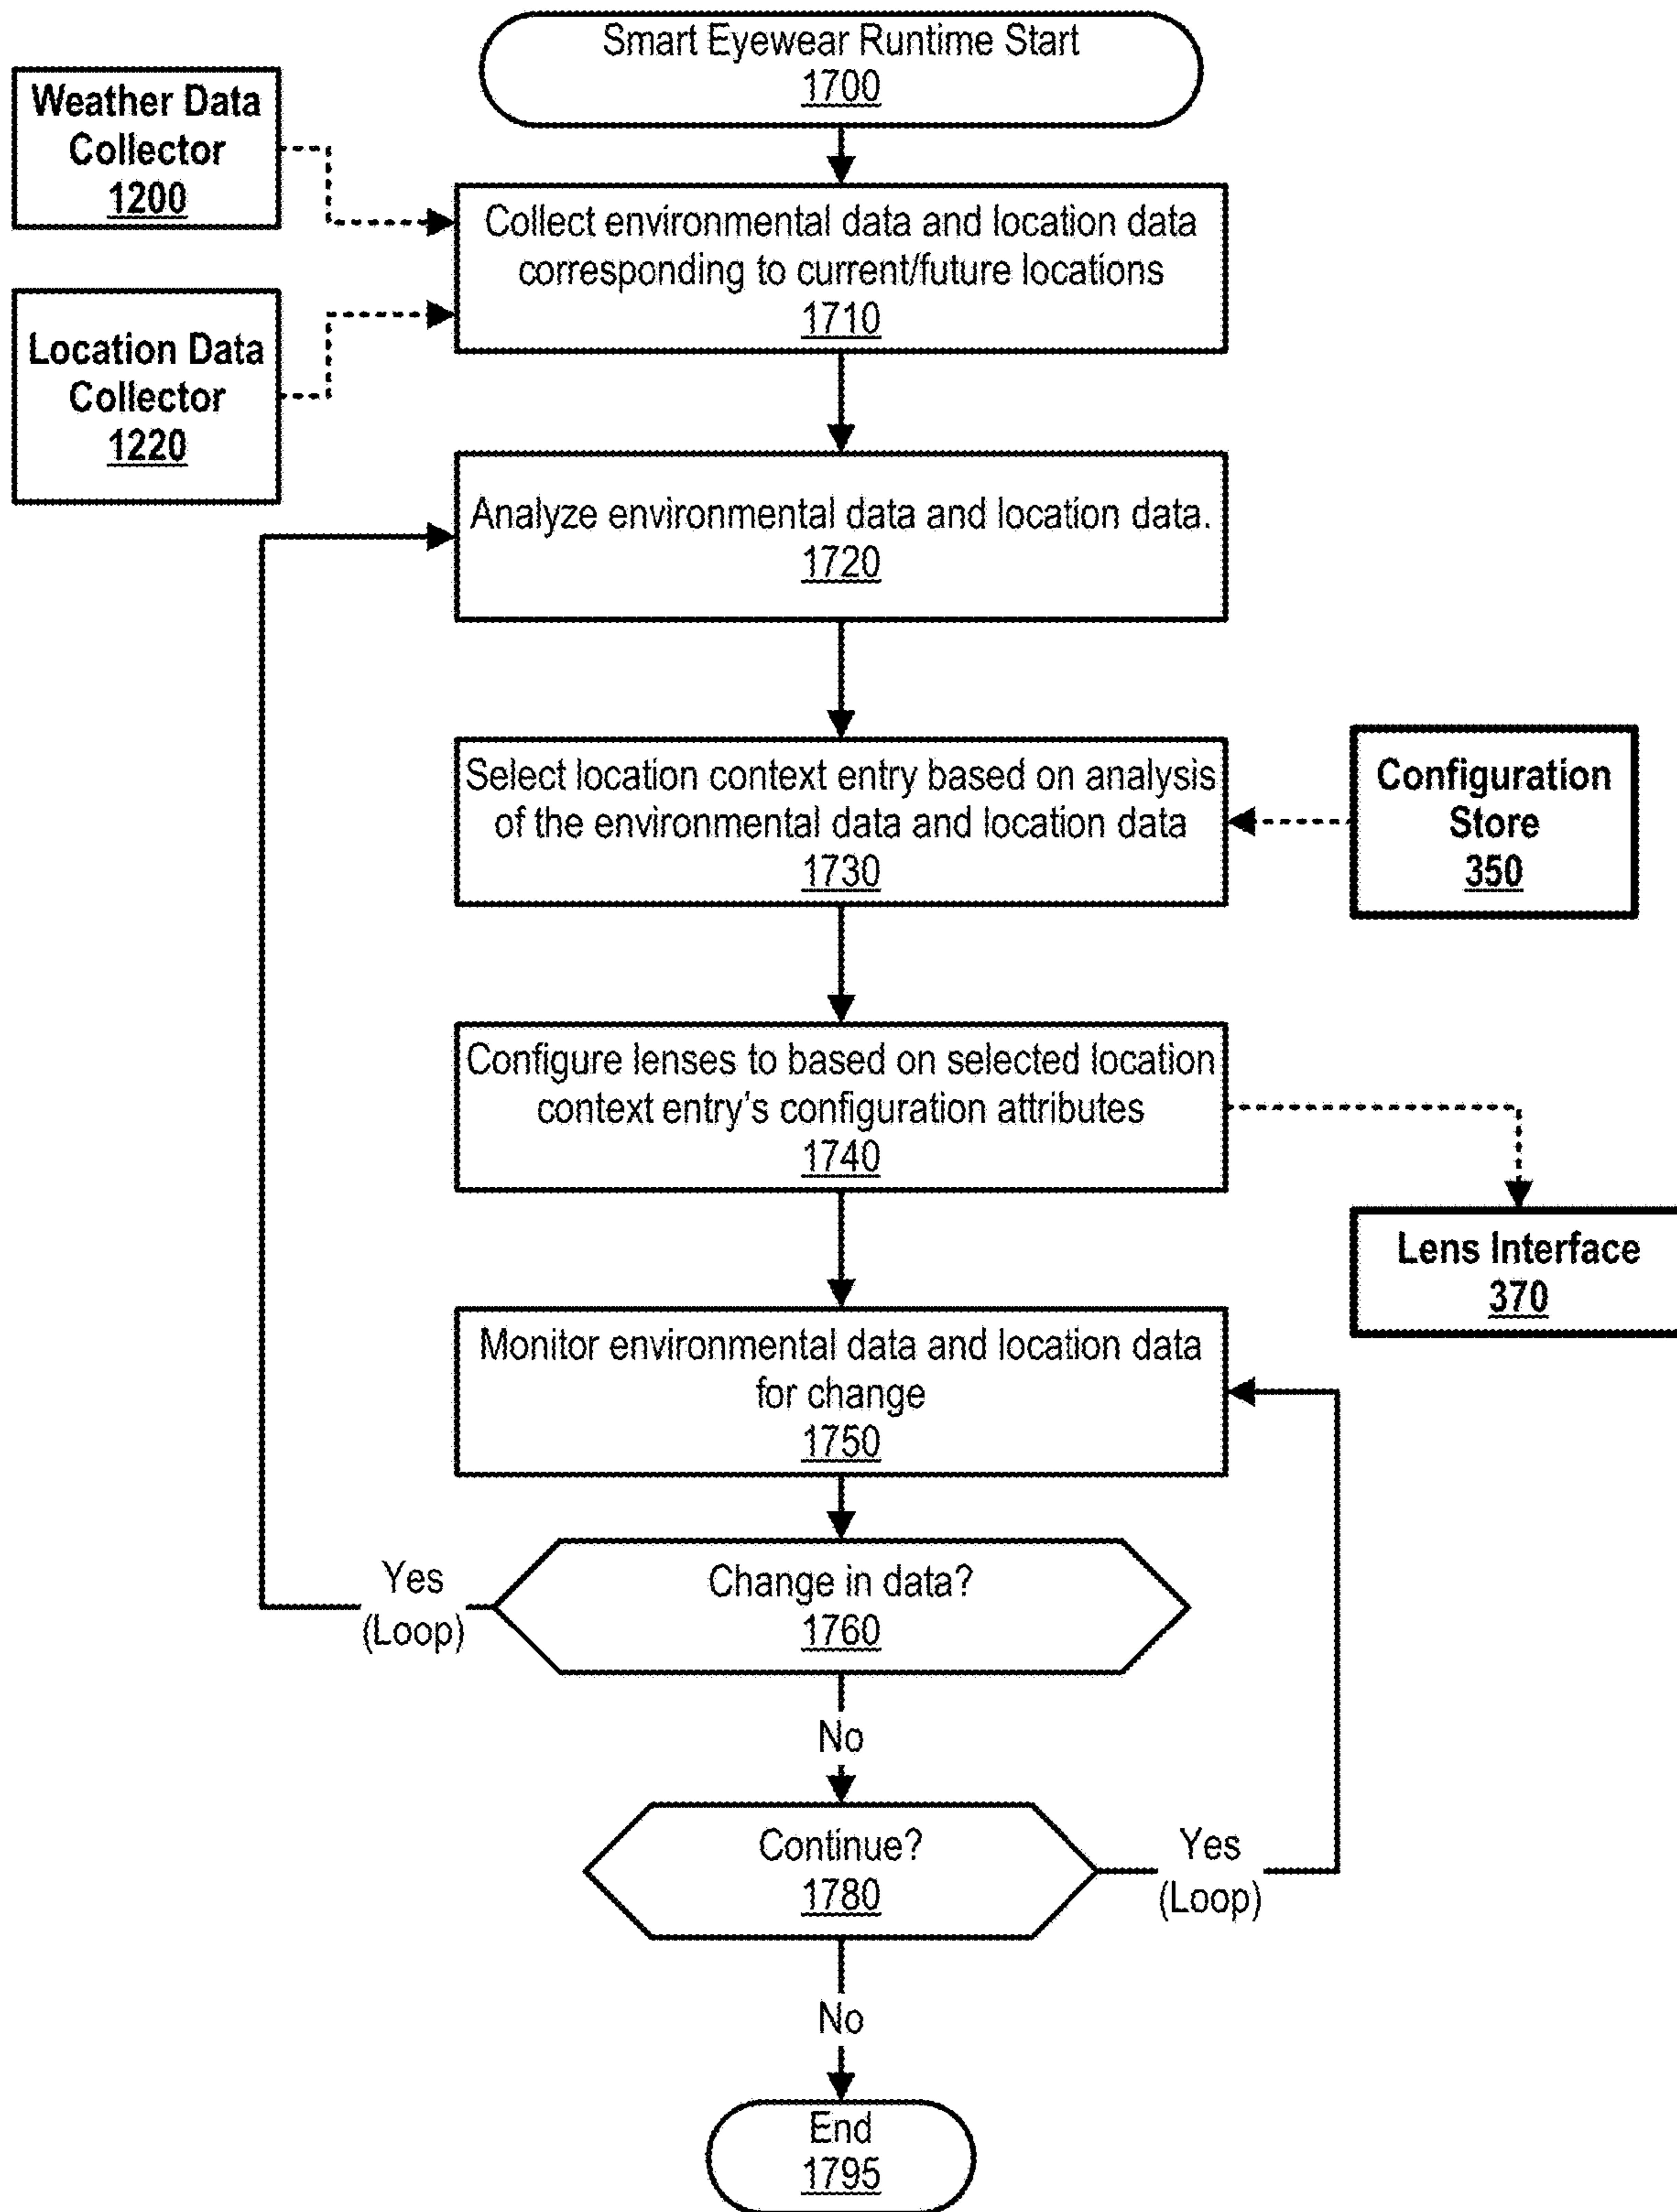 Smart Eyewear Runtime Start
1700
Weather Data
Collector
1200
Collect environmental data and location data
corresponding to current/future locations
1710
Location Data
Collector
1220
Analyze environmental data and location data.
1720
Select location context entry based on analysis
of the environmental data and location data
1730
Configuration
Store
350
Configure lenses to based on selected location
context entry's configuration attributes
1740
Lens Interface
370
Monitor environmental data and location data
for change
1750
Change in data?
1760
Yes
(Loop)
No
Continue?
1780
Yes
(Loop)
No
End
1795